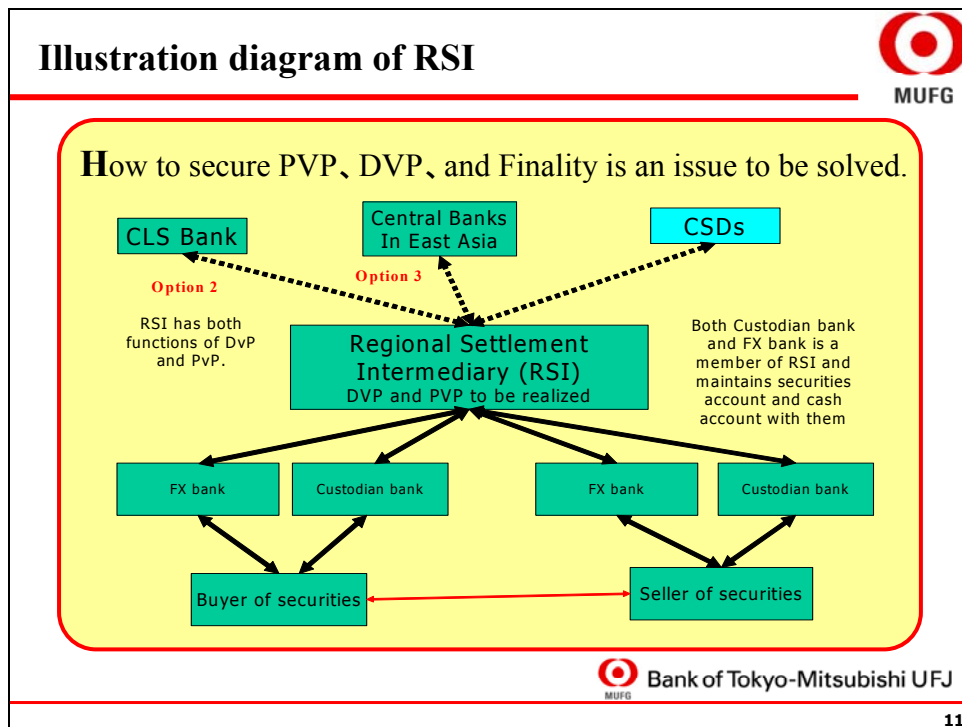 Illustration diagram of RSI
MUFG
How to secure PVP、DVP、and Finality is an issue to be solved.
CLS Bank
Central Banks
In East Asia
CSDs
Option 2
Option 3
RSI has both
functions of DvP
and PvP.
Regional Settlement
Intermediary (RSI)
DVP and PVP to be realized
Both Custodian bank
and FX bank is a
member of RSI and
maintains securities
account and cash
account with them
FX bank
Custodian bank
FX bank
Custodian bank
Buyer of securities
Seller of securities
MUFG
Bank of Tokyo-Mitsubishi UFJ
11